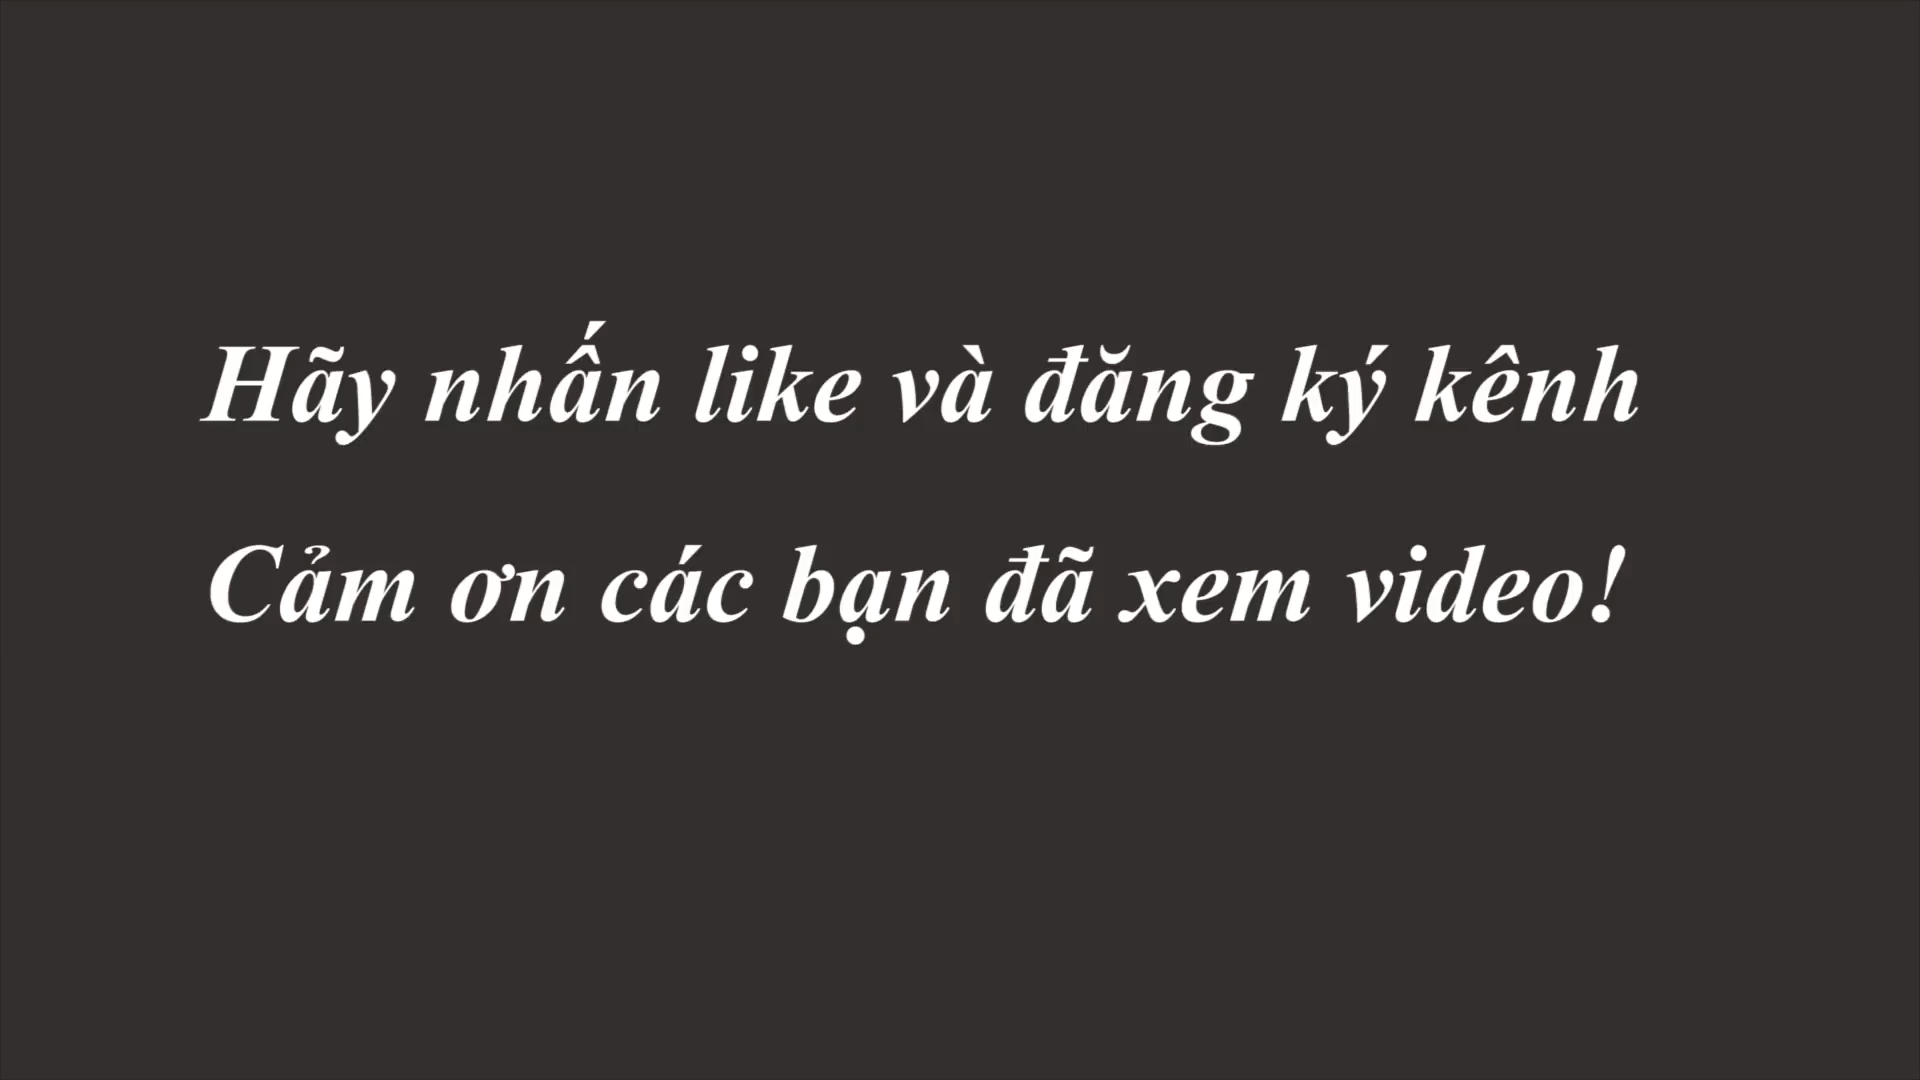 Hãy nhấn like và đăng ký kênh
Cảm ơn các bạn đã xem video!